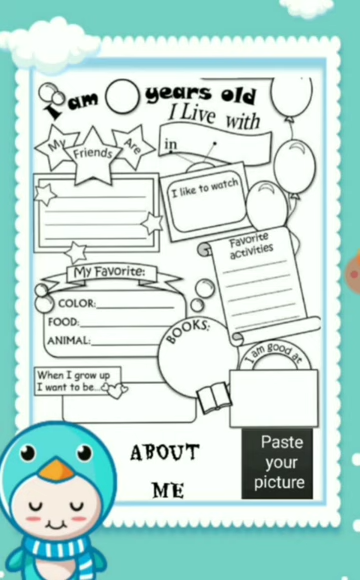 I am years old
I Live with
in
My Friends Are
I like to watch
Favorite
activities
My Favorite:
COLOR:
FOOD:
ANIMAL:
BOOKS:
I am good at
When I grow up
I want to be...
ABOUT
ME
Paste
your
picture